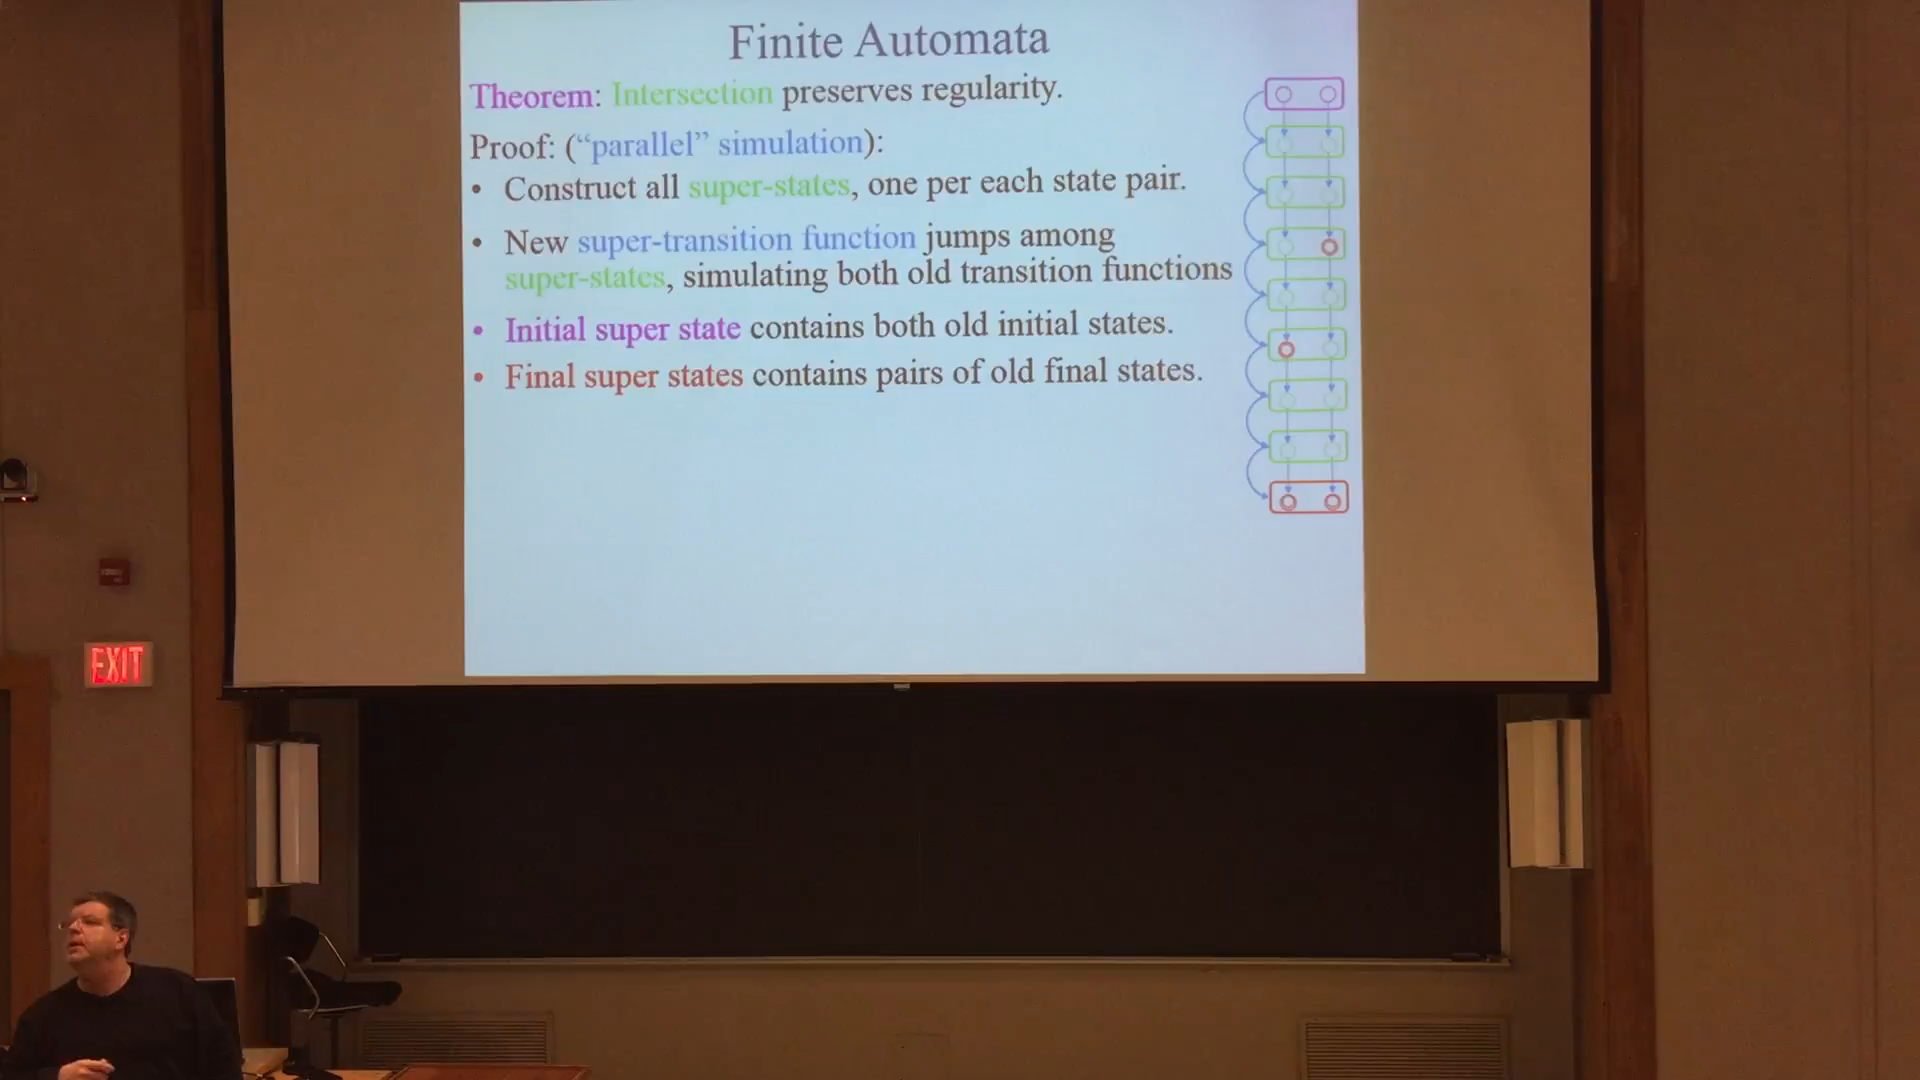 Finite Automata
Theorem: Intersection preserves regularity.
Proof: (“parallel” simulation):
• Construct all super-states, one per each state pair.
• New super-transition function jumps among
super-states, simulating both old transition functions
• Initial super state contains both old initial states.
• Final super states contains pairs of old final states.
EXIT